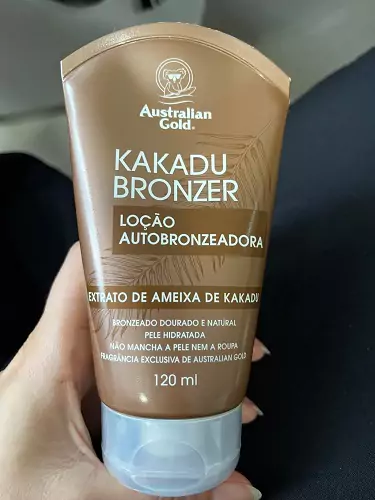 Australian
Gold®
KAKADU
BRONZER
LOÇÃO
AUTOBRONZEADORA
EXTRATO DE AMEIXA DE KAKADU
BRONZEADO DOURADO E NATURAL
PELE HIDRATADA
NÃO MANCHA A PELE NEM A ROUPA
FRAGRÂNCIA EXCLUSIVA DE AUSTRALIAN GOLD
120 ml